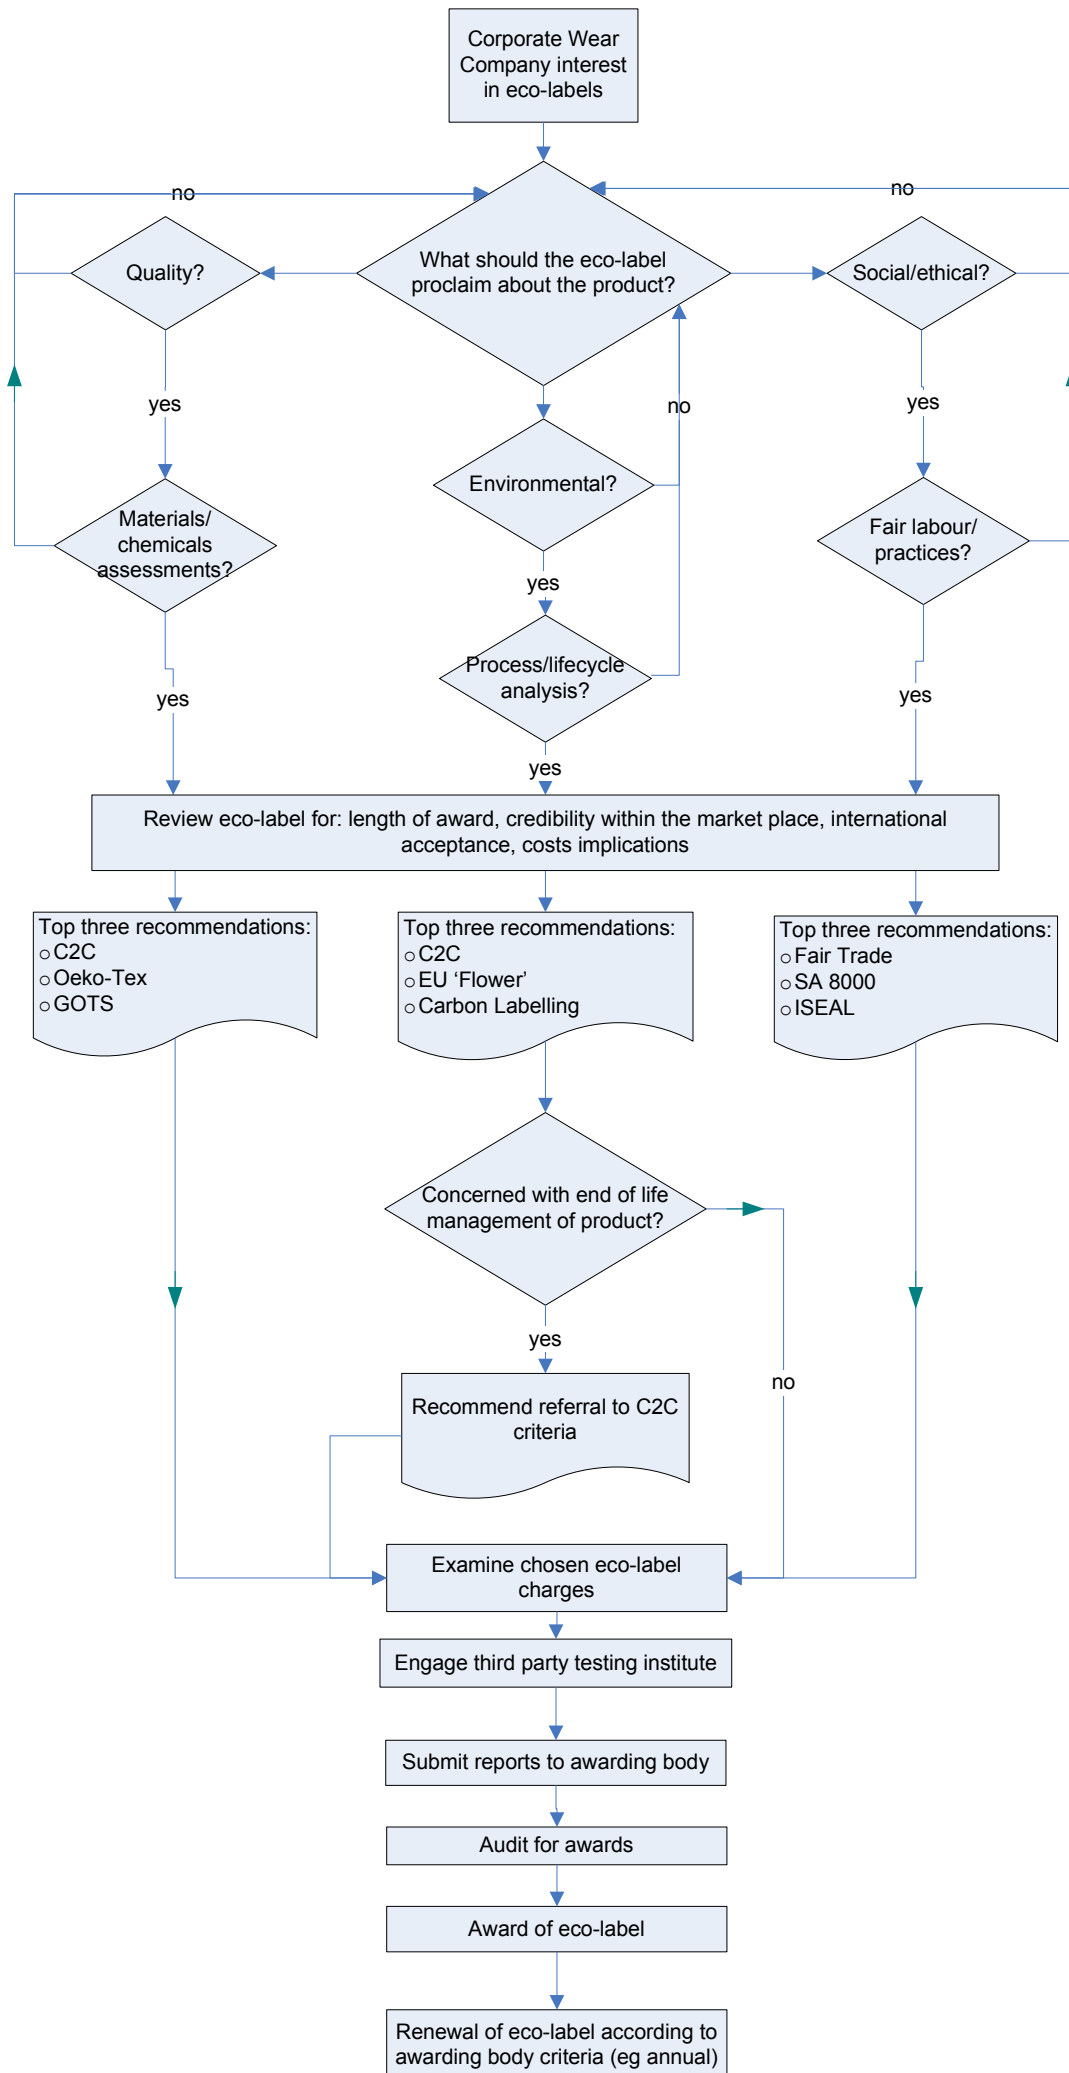 Corporate Wear
Company interest
in eco-labels
no
no
Quality?
What should the eco-label
proclaim about the product?
Social/ethical?
yes
no
yes
Environmental?
Materials/
chemicals
assessments?
Fair labour/
practices?
yes
Process/lifecycle
analysis?
yes
yes
yes
Review eco-label for: length of award, credibility within the market place, international
acceptance, costs implications
Top three recommendations:
○ C2C
○ Oeko-Tex
○ GOTS
Top three recommendations:
○ C2C
○ EU ‘Flower’
○ Carbon Labelling
Top three recommendations:
○ Fair Trade
○ SA 8000
○ ISEAL
Concerned with end of life
management of product?
yes
no
Recommend referral to C2C
criteria
Examine chosen eco-label
charges
Engage third party testing institute
Submit reports to awarding body
Audit for awards
Award of eco-label
Renewal of eco-label according to
awarding body criteria (eg annual)